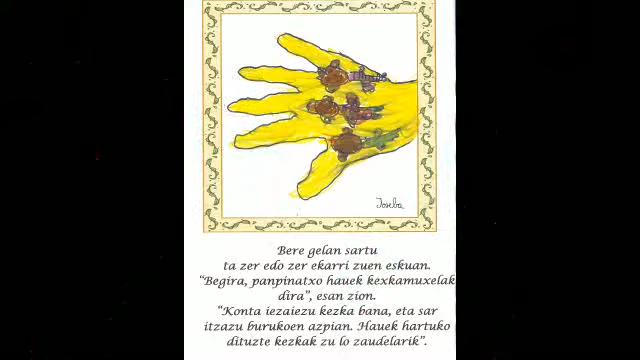 Joseba
Bere gelan sartu
ta zer edo zer ekarri zuen eskuan.
"Begira, panpinatxo hauek kexkamuxelak
dira", esan zion.
"Konta iezaiezu kezka bana, eta sar
itzazu burukoen azpian. Hauek hartuko
dituzte kezkak zu lo zaudelarik".